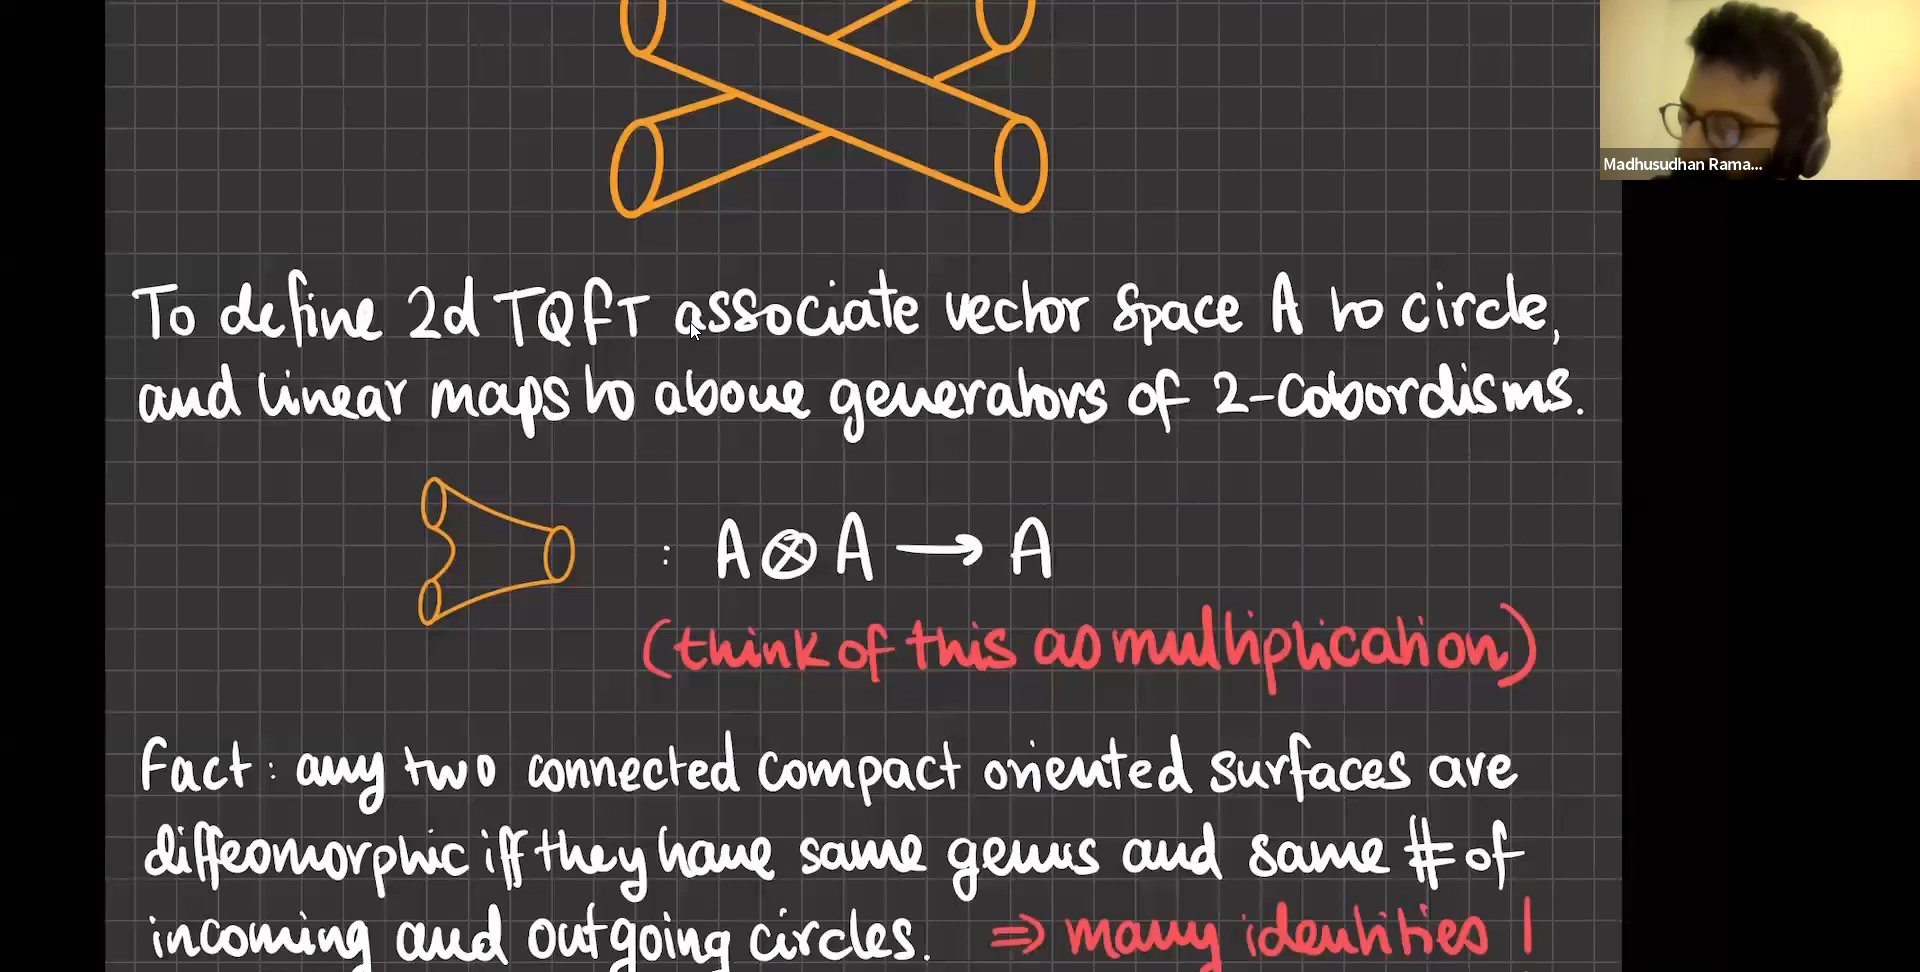 Madhusudhan Rama...
To define 2d TQFT associate vector space A to circle,
and linear maps to above generators of 2-cobordisms.
: A ⊗ A → A
(think of this as multiplication)
Fact: any two connected compact oriented surfaces are
diffeomorphic iff they have same genus and same # of
incoming and outgoing circles. ⇒ many identities !